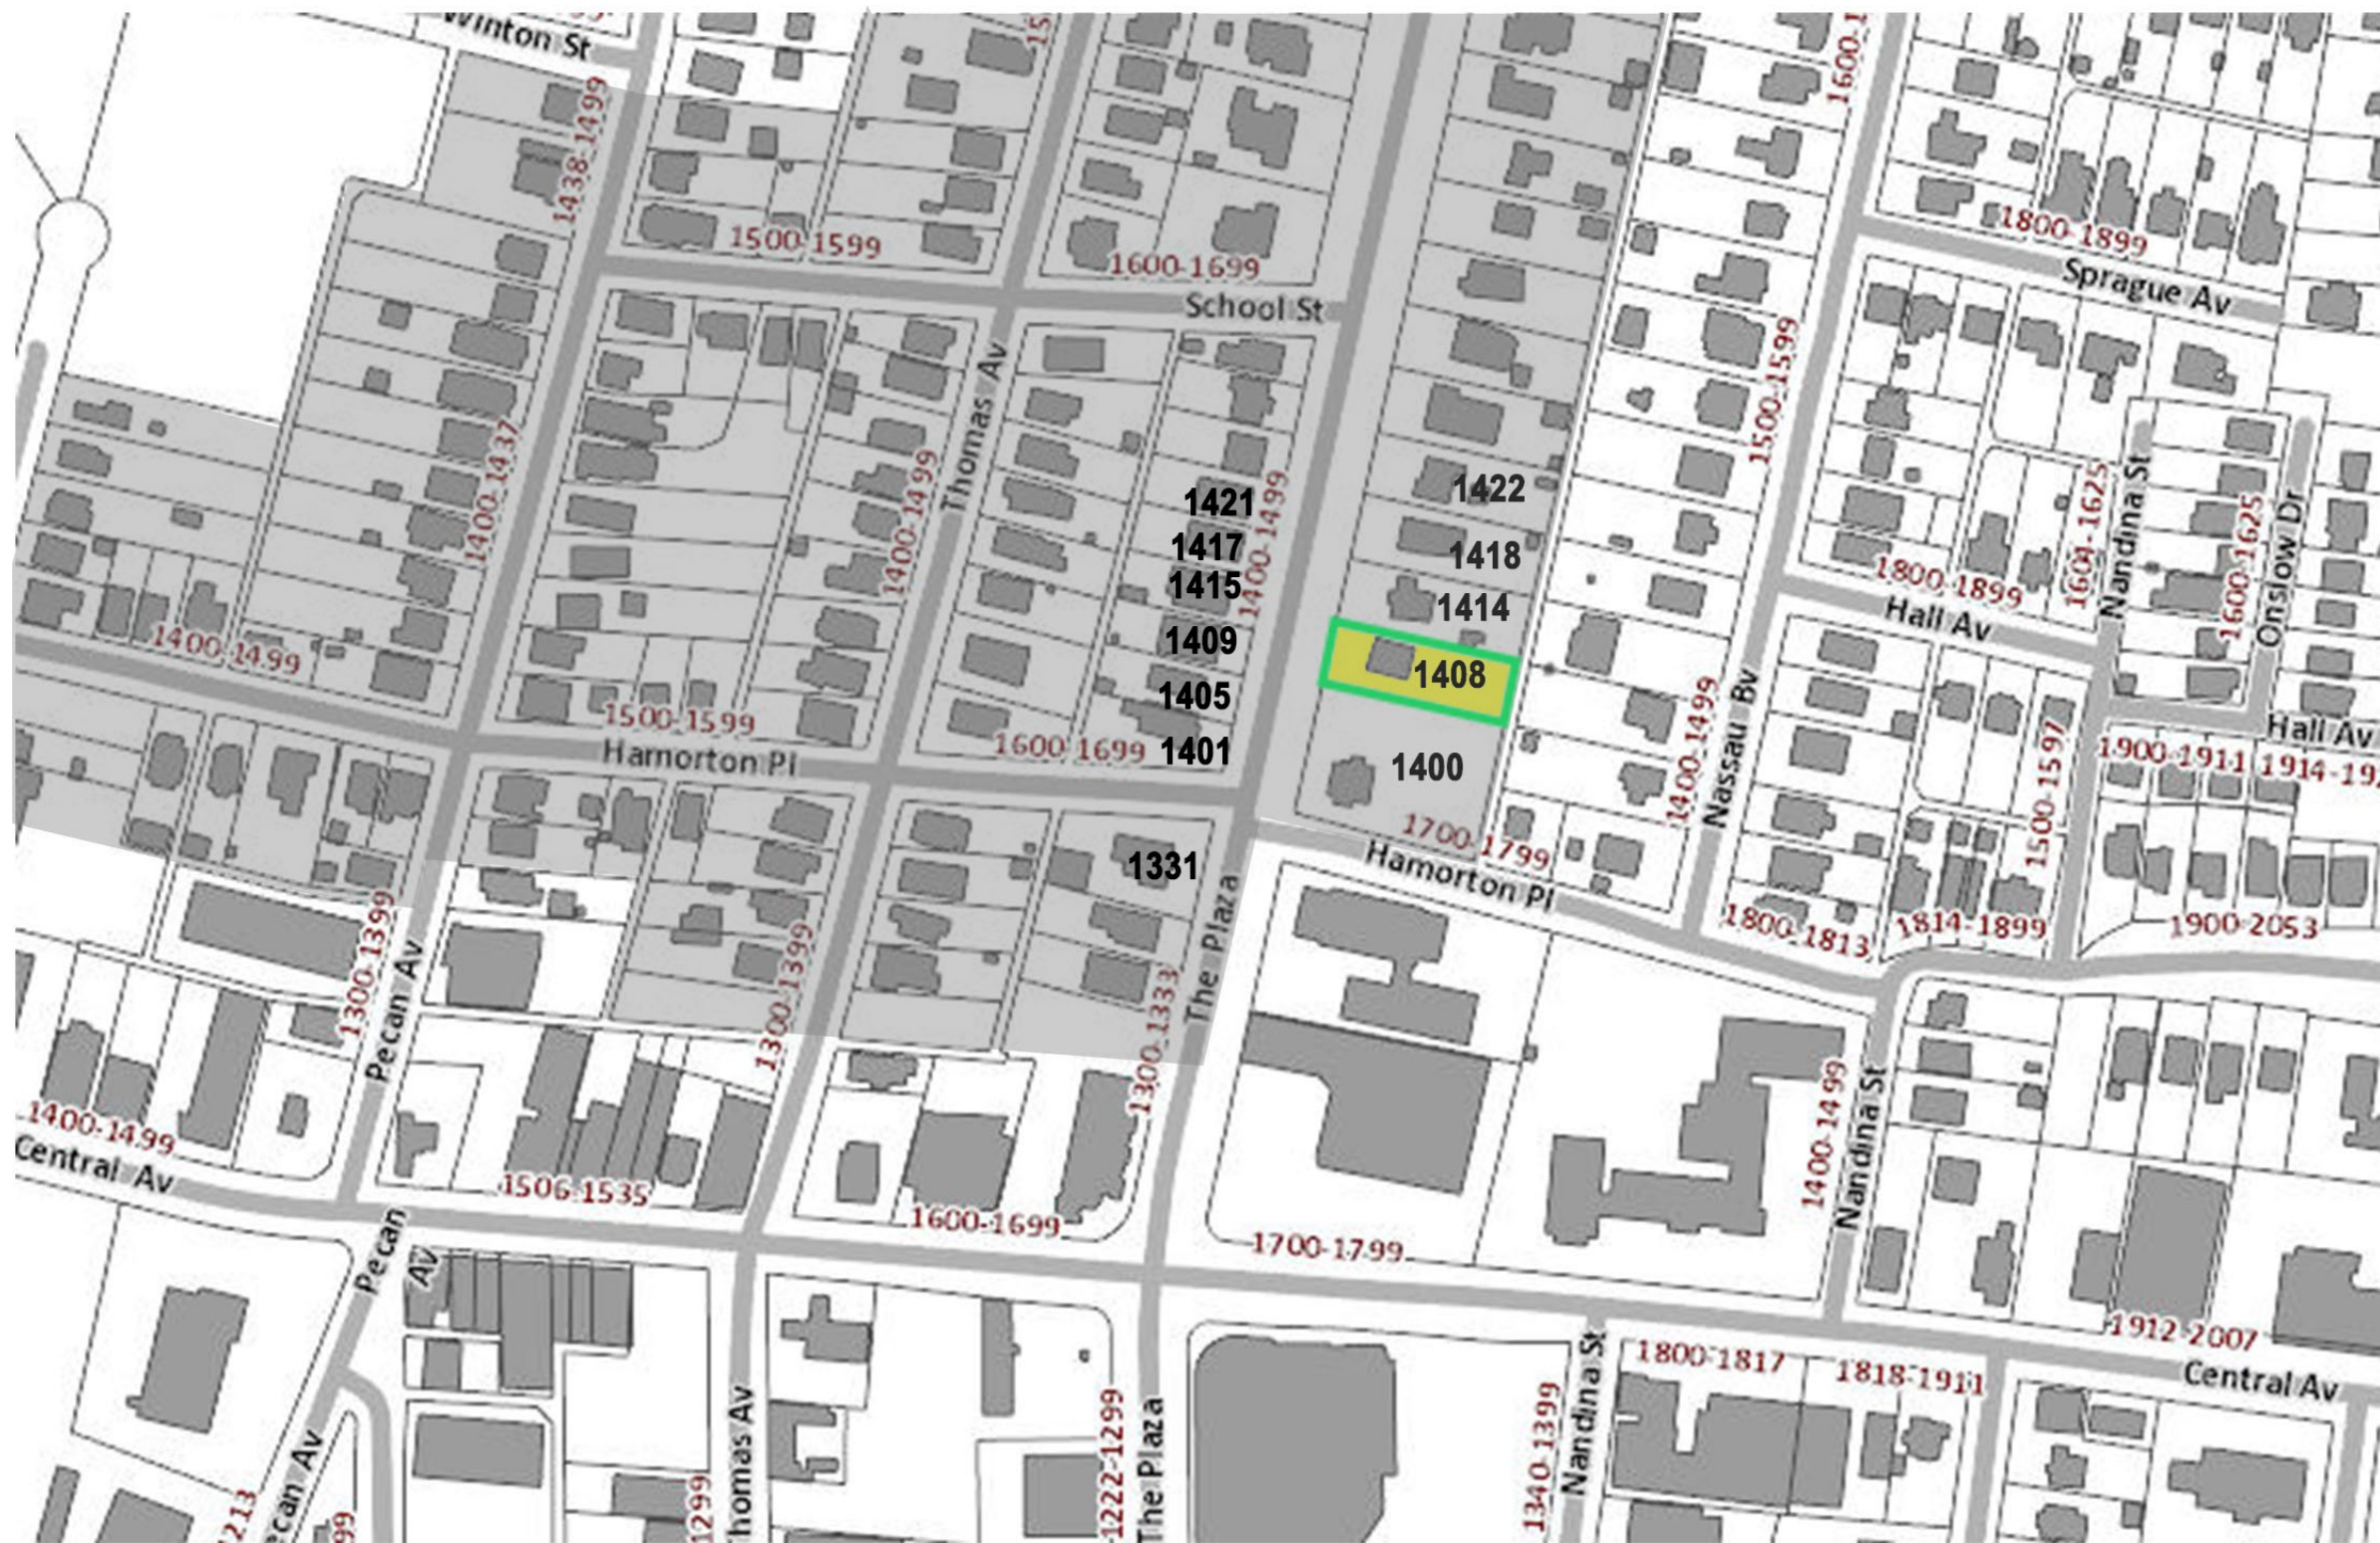 Winton St
1438-1499
1600-1
1500-1599
1600-1699
School St
1800-1899
Sprague Av
1400-1437
Thomas Av
1400-1499
1400-1499
1421
1417
1415
1409
1405
1401
1422
1418
1414
1408
1400
1500-1599
1800-1899
Hall Av
1601-1625
Nandina St
1600-1625
Onslow Dr
Hall Av
1400-1499
1500-1599
Hamorton Pl
1600-1699
1400-1499
Nassau Bv
1500-1597
1900-1911
1914-19
1331
1700-1799
Hamorton Pl
1800-1813
1814-1899
1900-2053
1300-1399
Pecan Av
1300-1399
The Plaza
1300-1333
1400-1499
Nandina St
1400-1499
Central Av
1506-1535
1600-1699
1700-1799
Pecan
Av
1912-2007
Central Av
1800-1817
1818-1911
1340-1399
Nandina St
1222-1299
The Plaza
Thomas Av
1299
ecan Av
213
99